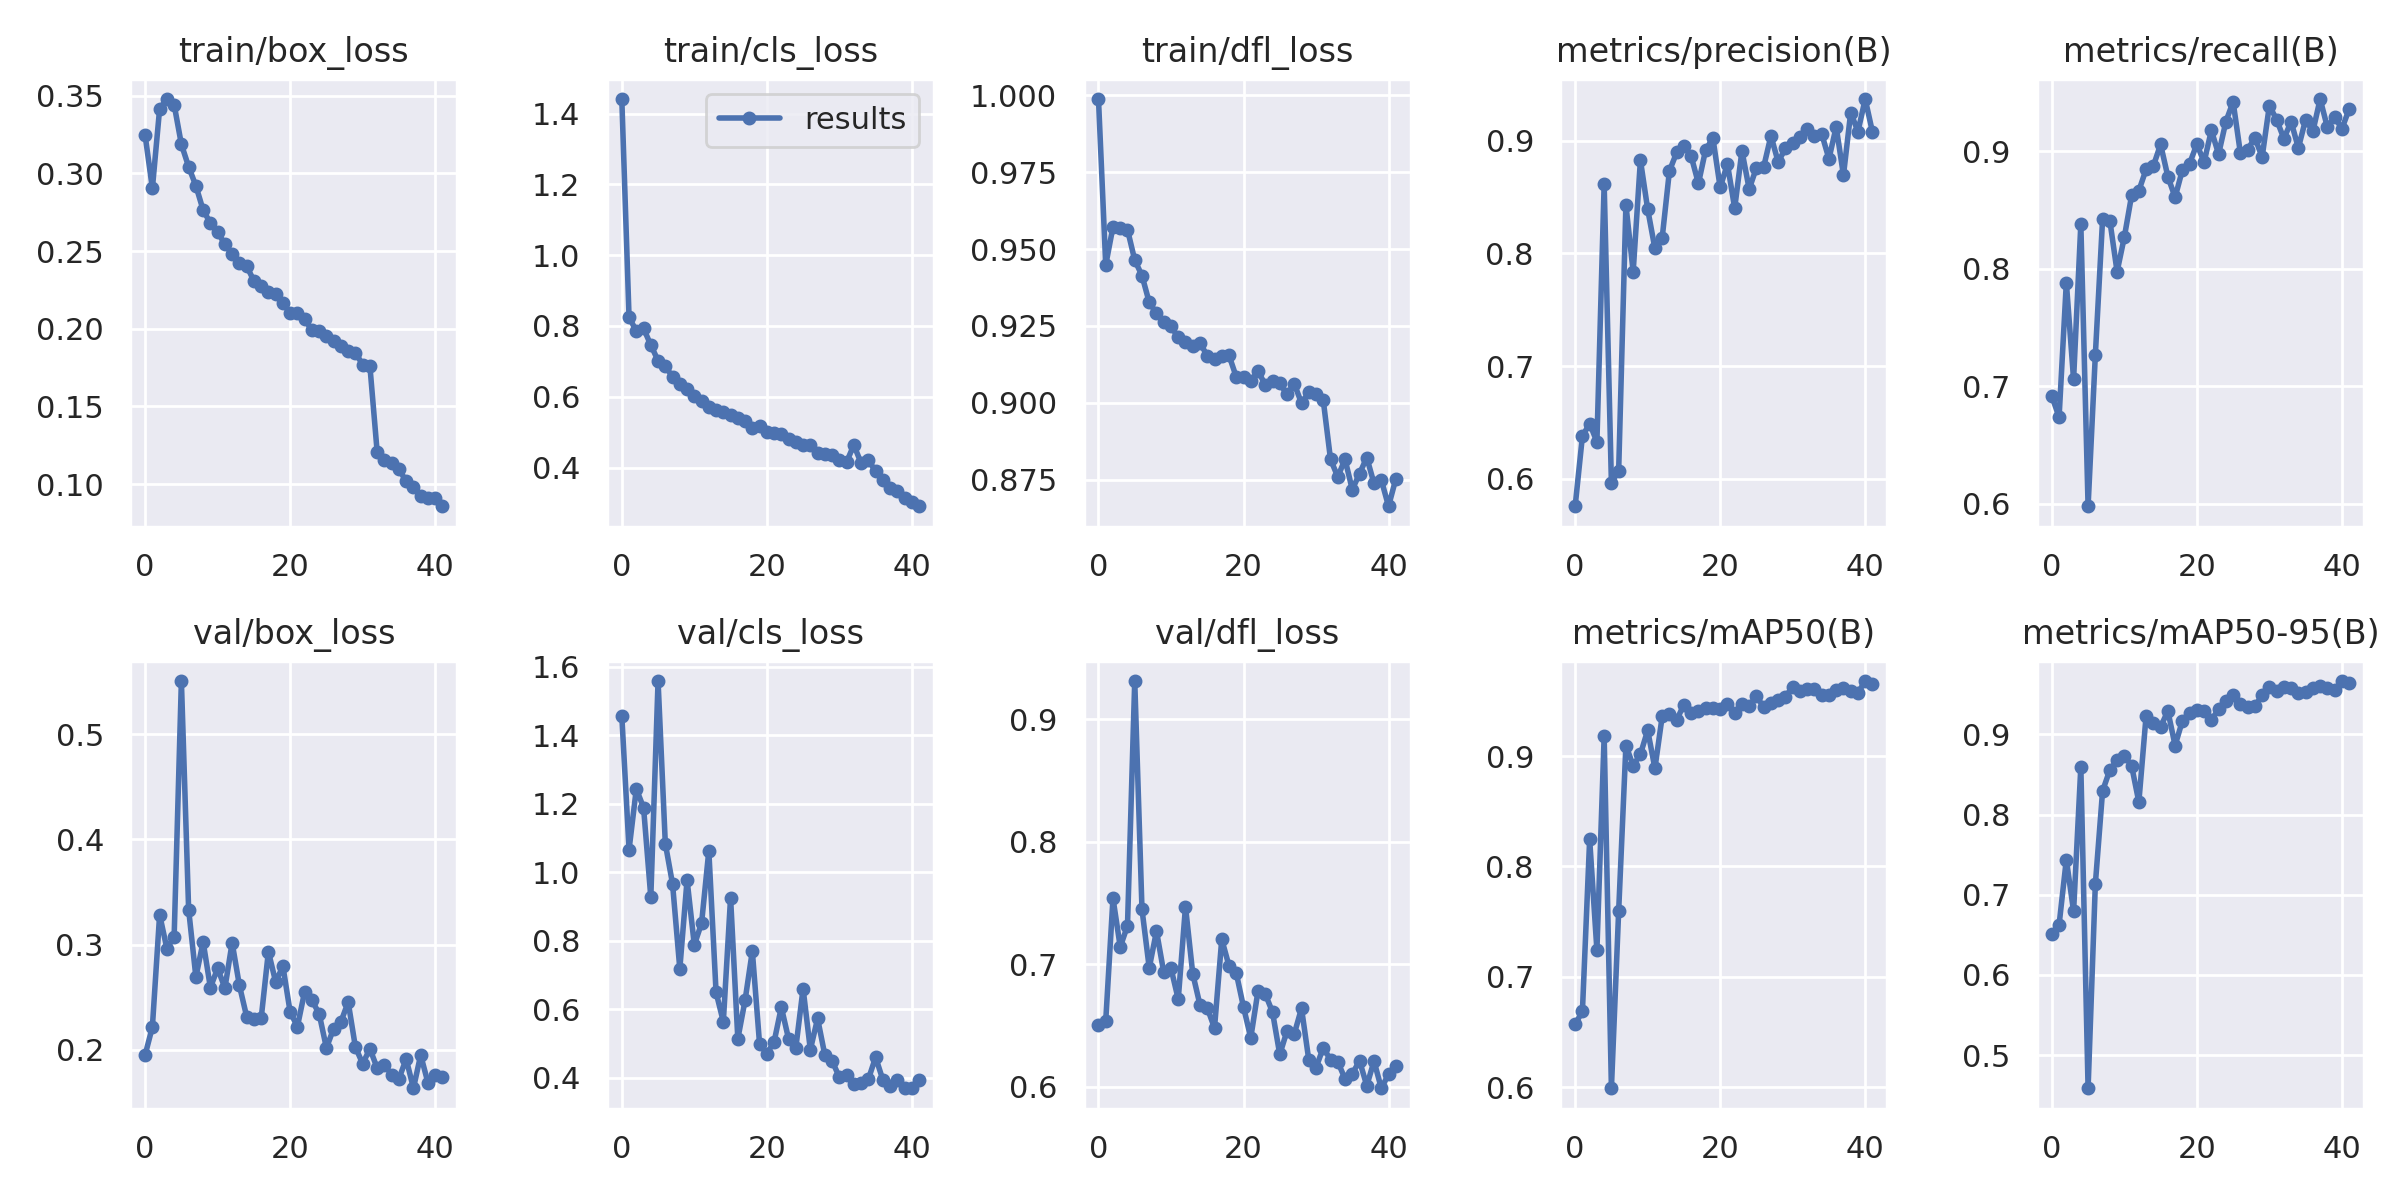 train/box_loss
0.35
0.30
0.25
0.20
0.15
0.10
0 20 40
train/cls_loss
results
1.4
1.2
1.0
0.8
0.6
0.4
0 20 40
train/dfl_loss
1.000
0.975
0.950
0.925
0.900
0.875
0 20 40
metrics/precision(B)
0.9
0.8
0.7
0.6
0 20 40
metrics/recall(B)
0.9
0.8
0.7
0.6
0 20 40
val/box_loss
0.5
0.4
0.3
0.2
0 20 40
val/cls_loss
1.6
1.4
1.2
1.0
0.8
0.6
0.4
0 20 40
val/dfl_loss
0.9
0.8
0.7
0.6
0 20 40
metrics/mAP50(B)
0.9
0.8
0.7
0.6
0 20 40
metrics/mAP50-95(B)
0.9
0.8
0.7
0.6
0.5
0 20 40